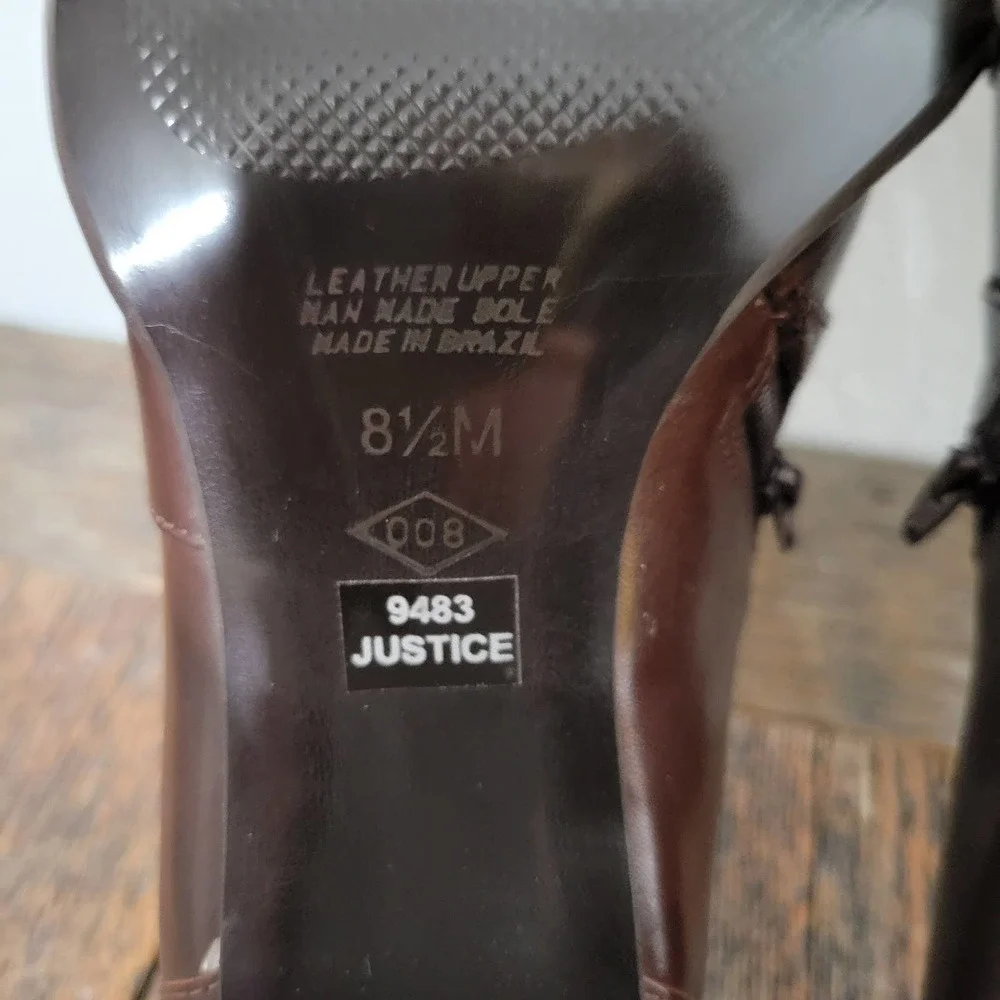 LEATHER UPPER
MAN MADE SOLE
MADE IN BRAZIL
8½M
008
9483
JUSTICE